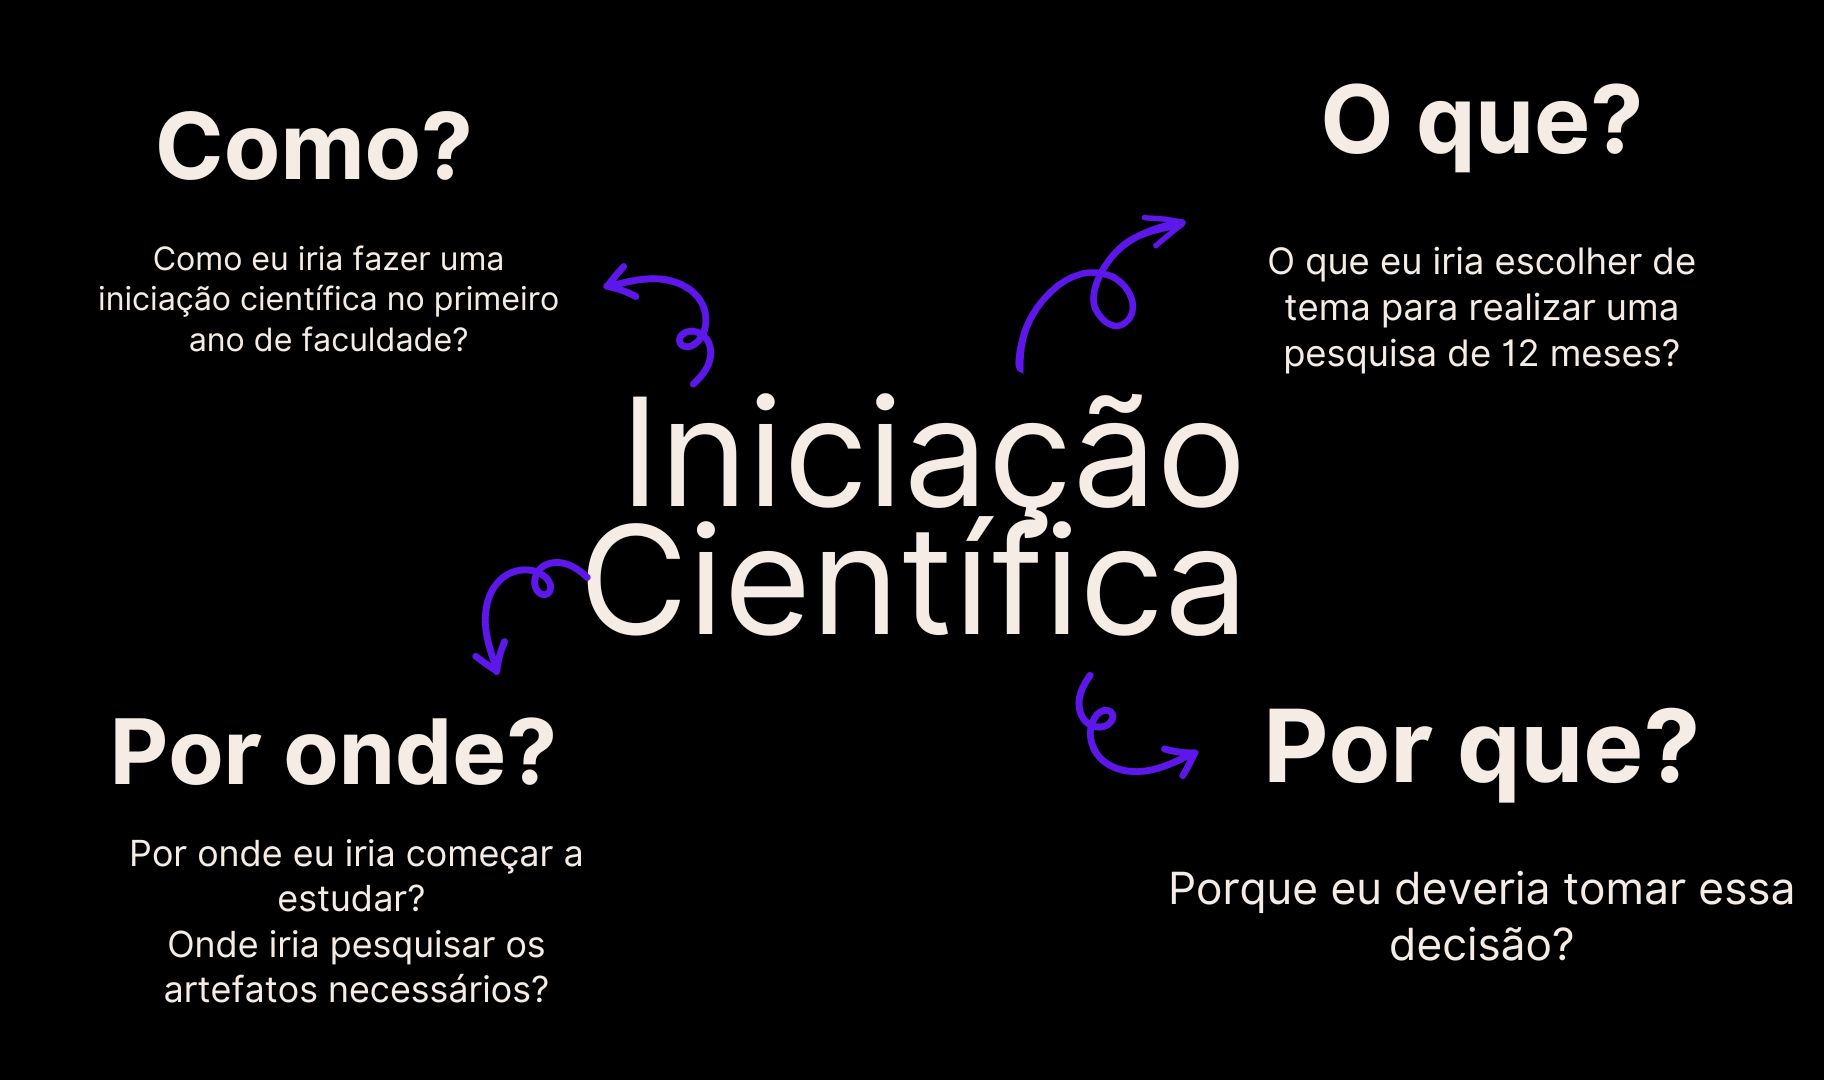 Como?
Como eu iria fazer uma
iniciação científica no primeiro
ano de faculdade?
O que?
O que eu iria escolher de
tema para realizar uma
pesquisa de 12 meses?
Iniciação
Científica
Por onde?
Por onde eu iria começar a
estudar?
Onde iria pesquisar os
artefatos necessários?
Por que?
Porque eu deveria tomar essa
decisão?